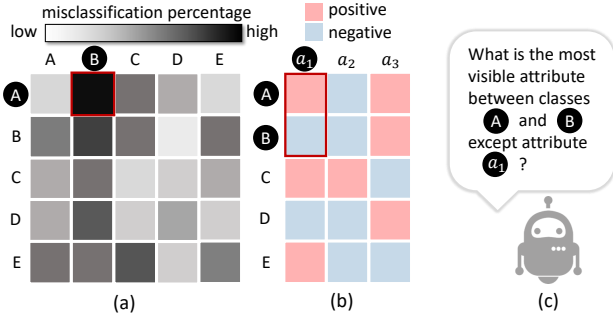 misclassification percentage
low high
A B C D E
A
B
C
D
E
(a)
positive
negative
a₁ a₂ a₃
A
B
C
D
E
(b)
What is the most
visible attribute
between classes
A and B
except attribute
a₁ ?
(c)